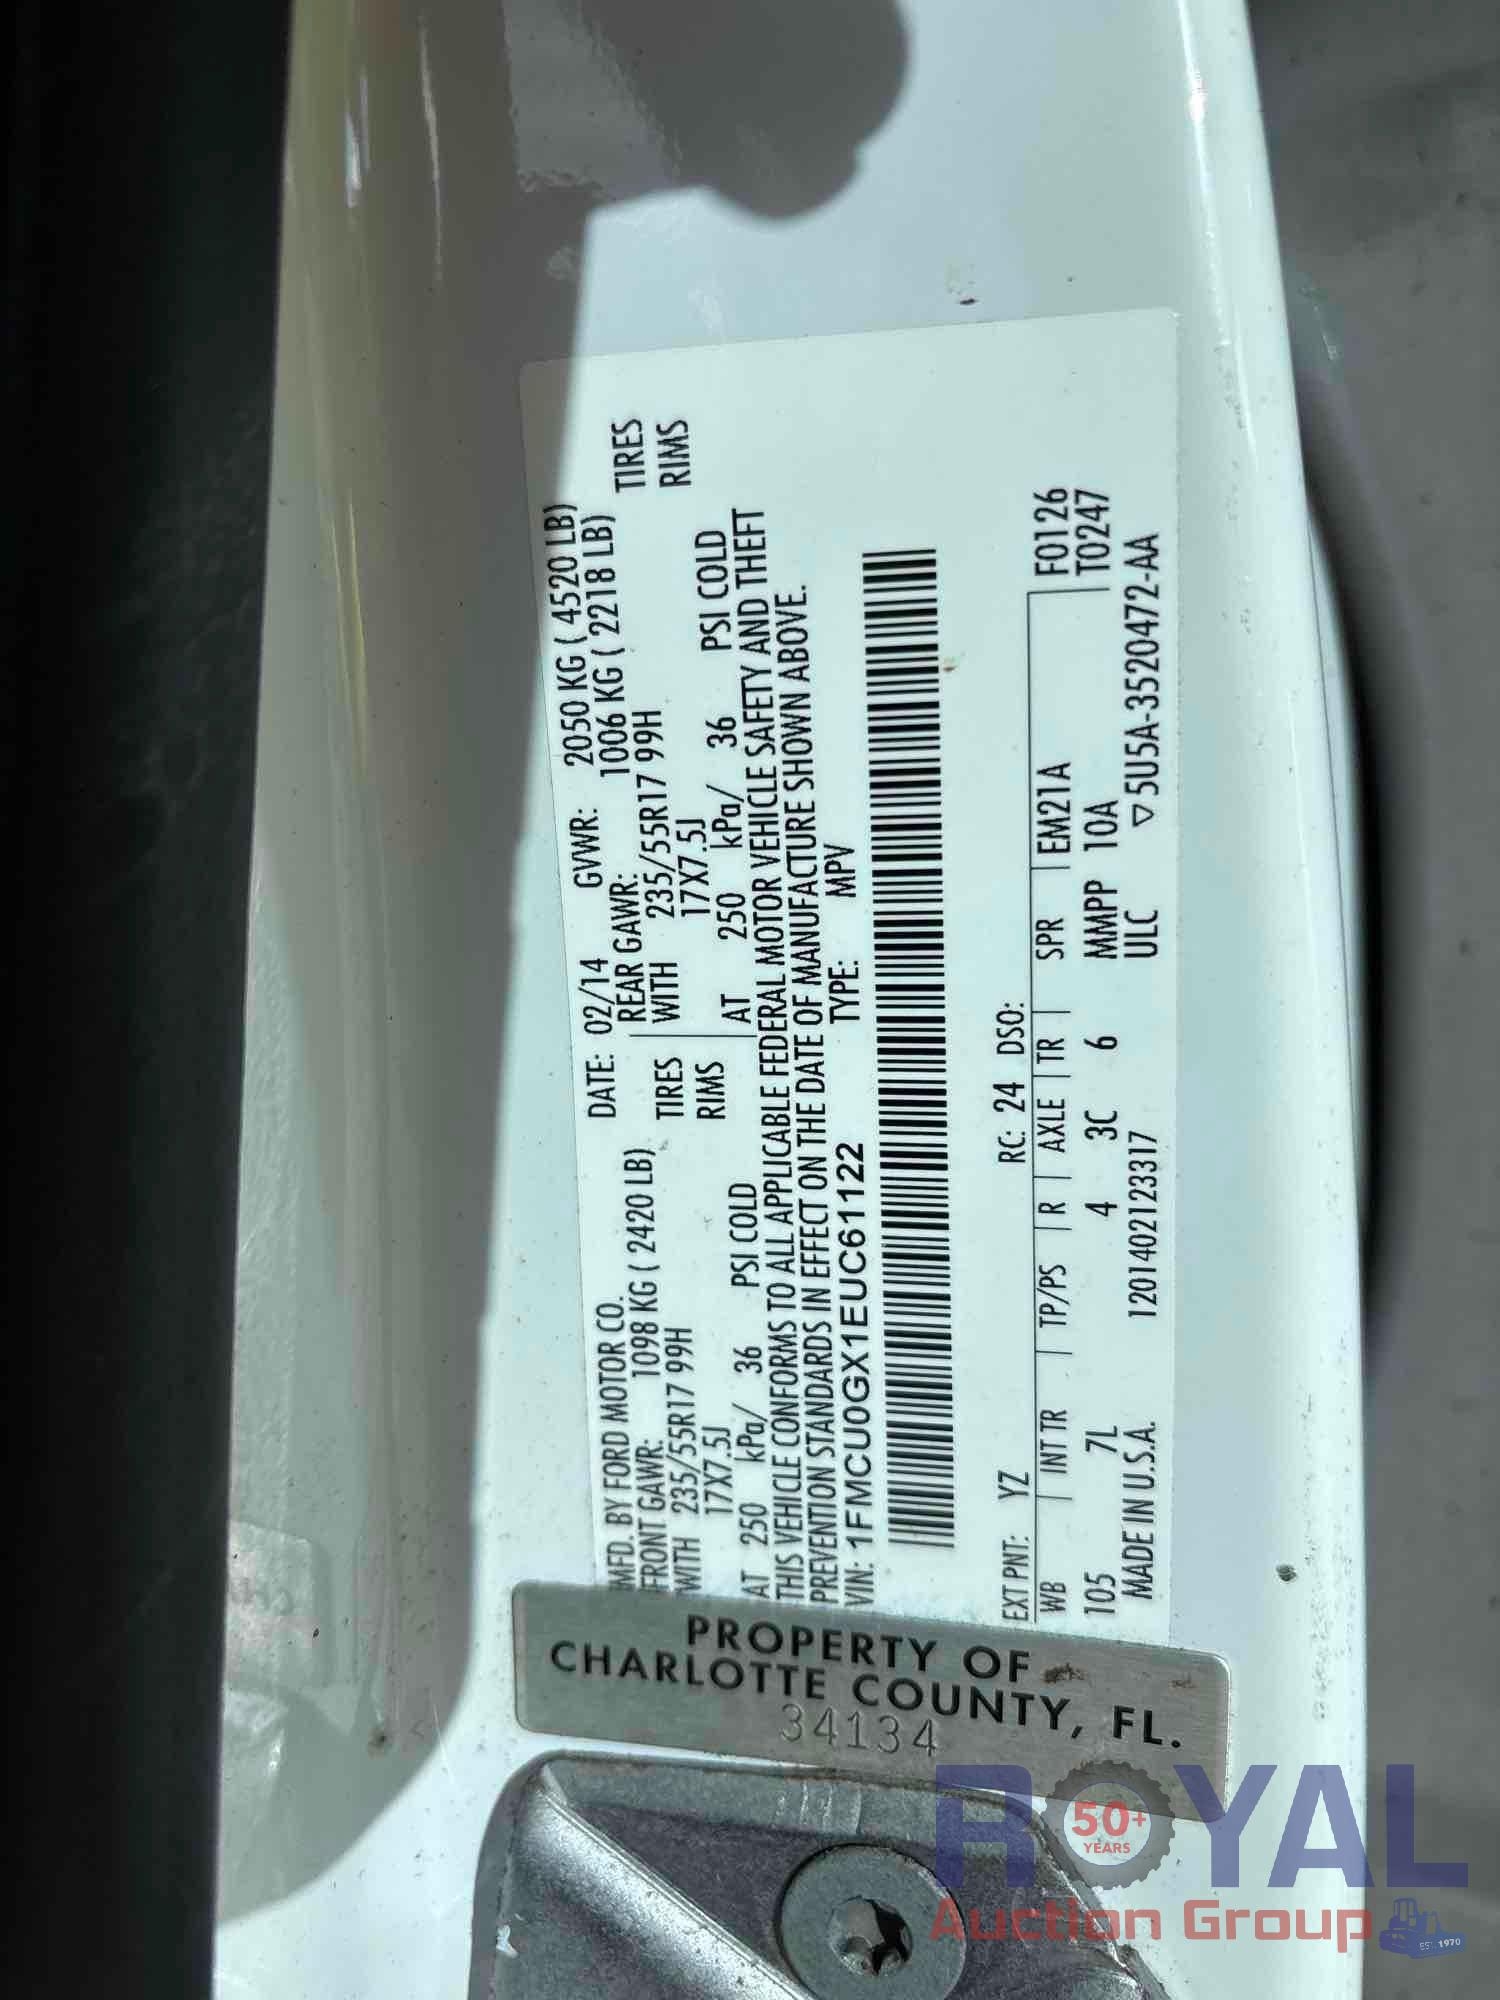 MFD. BY FORD MOTOR CO.
DATE: 02/14
GVWR: 2050 KG ( 4520 LB)
FRONT GAWR: 1098 KG ( 2420 LB)
REAR GAWR: 1006 KG ( 2218 LB)
WITH 235/55R17 99H TIRES
WITH 235/55R17 99H TIRES
17X7.5J RIMS
17X7.5J RIMS
AT 250 kPa/ 36 PSI COLD
AT 250 kPa/ 36 PSI COLD
THIS VEHICLE CONFORMS TO ALL APPLICABLE FEDERAL MOTOR VEHICLE SAFETY AND THEFT
PREVENTION STANDARDS IN EFFECT ON THE DATE OF MANUFACTURE SHOWN ABOVE.
VIN: 1FMCU0GX1EUC61122
TYPE: MPV
EXT PNT: YZ RC: 24 DSO:
WB | INT TR | TP/PS | R | AXLE | TR | SPR | EM21A F0126
105 7L 4 3C 6 MMPP 10A T0247
MADE IN U.S.A. 1201402123317 ULC ▽5U5A-3520472-AA
PROPERTY OF
CHARLOTTE COUNTY, FL.
34134
ROYAL
50+
YEARS
Auction Group
EST. 1970